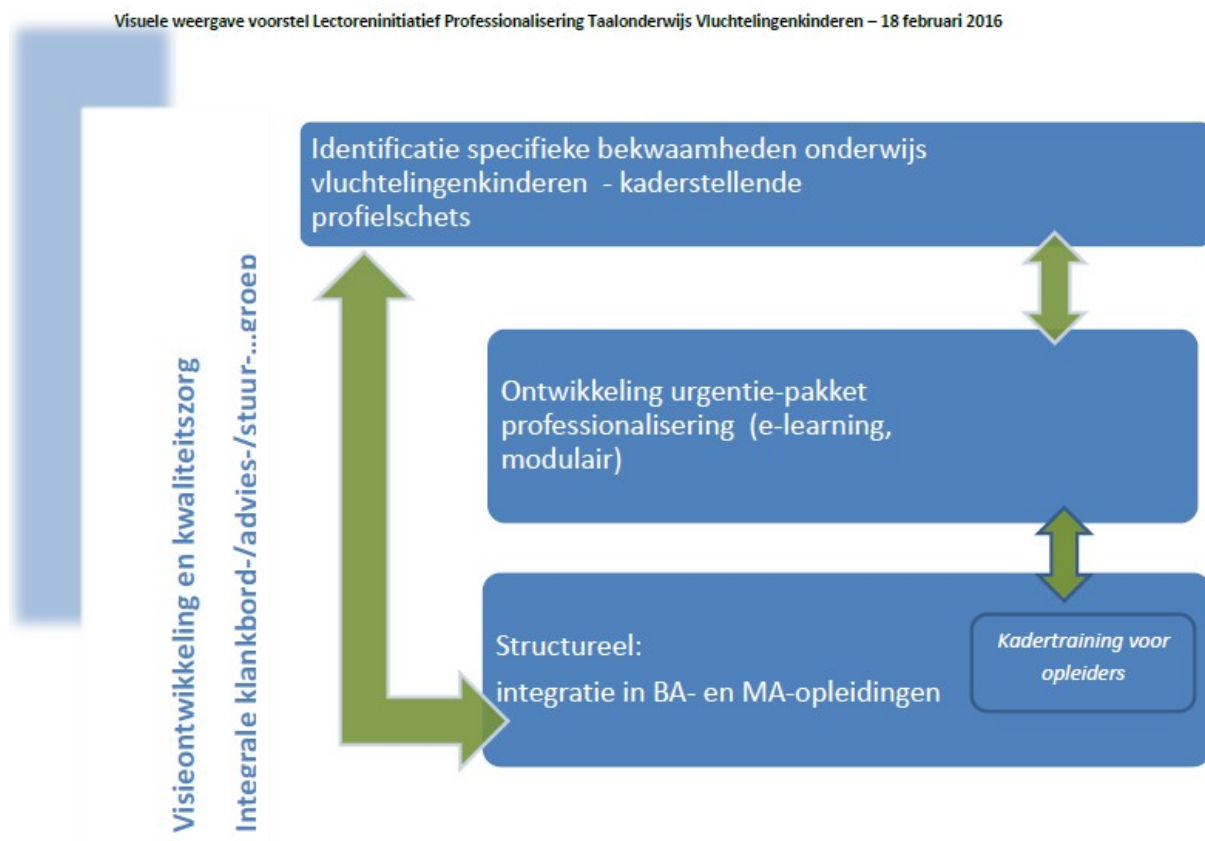 Visuele weergave voorstel Lectoreninitiatief Professionalisering Taalonderwijs Vluchtelingenkinderen – 18 februari 2016
Visieontwikkeling en kwaliteitszorg
Integrale klankbord-/advies-/stuur-...groep
Identificatie specifieke bekwaamheden onderwijs
vluchtelingenkinderen - kaderstellende
profielschets
Ontwikkeling urgentie-pakket
professionalisering (e-learning,
modulair)
Structureel:
integratie in BA- en MA-opleidingen
Kadertraining voor
opleiders